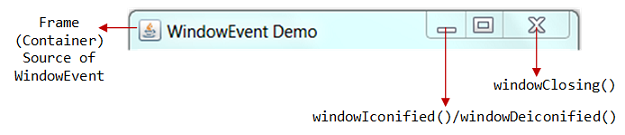 Frame
(Container)
Source of
WindowEvent
WindowEvent Demo
windowClosing()
windowIconified()/windowDeiconified()